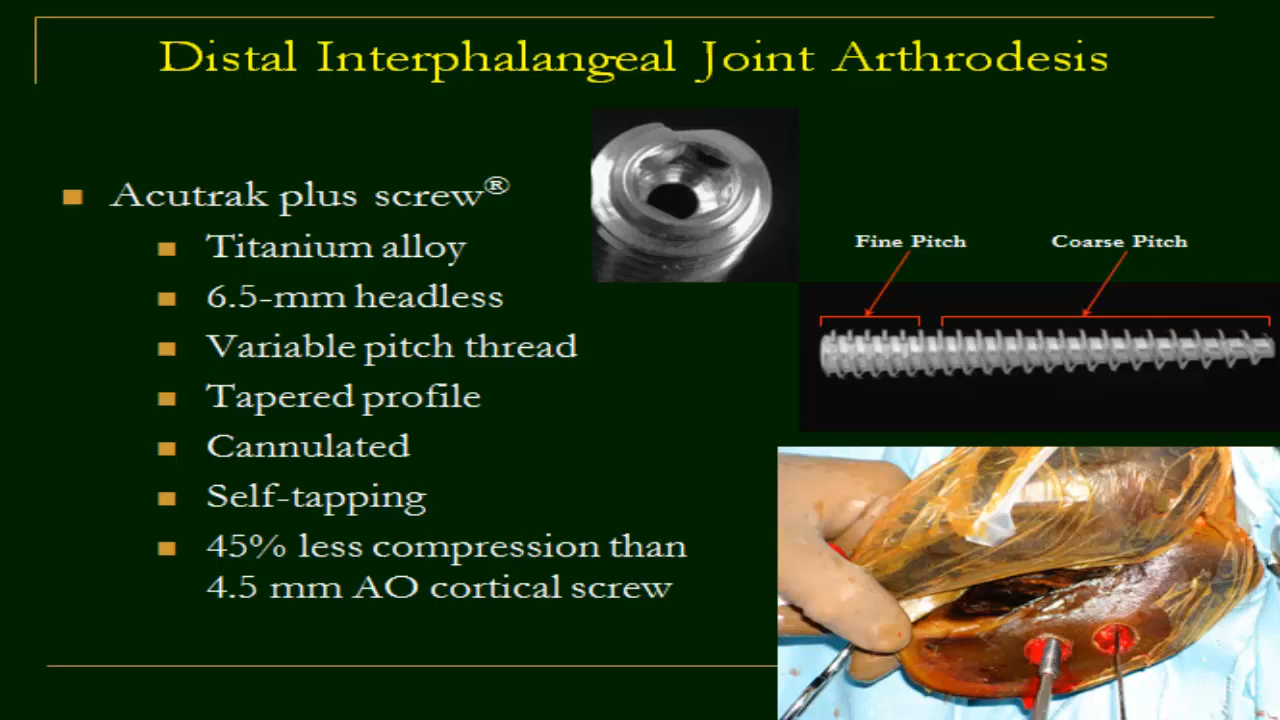 Distal Interphalangeal Joint Arthrodesis
Acutrak plus screw®
Titanium alloy
6.5-mm headless
Variable pitch thread
Tapered profile
Cannulated
Self-tapping
45% less compression than
4.5 mm AO cortical screw
Fine Pitch
Coarse Pitch